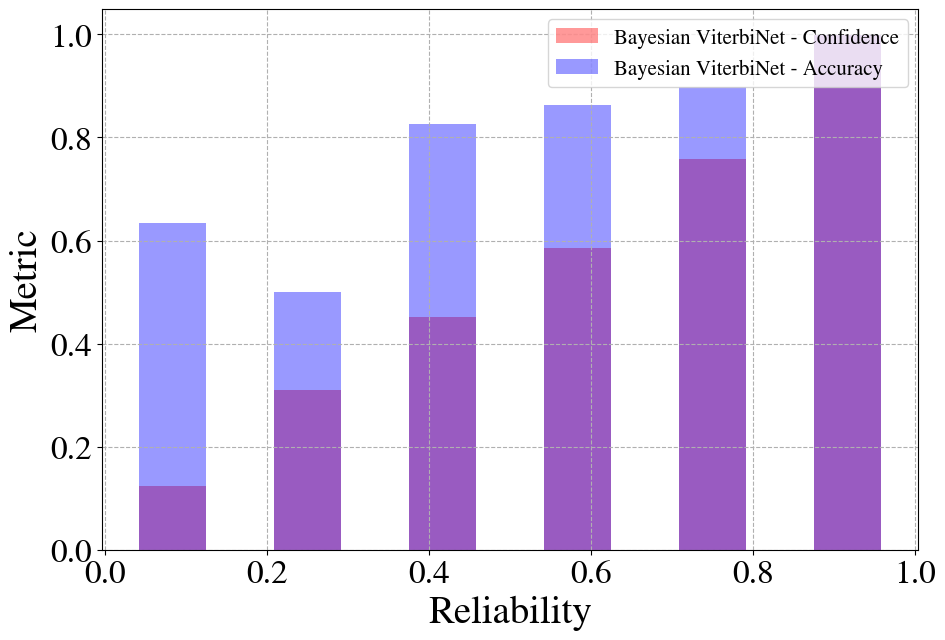 1.0
0.8
0.6
0.4
0.2
0.0
Metric
Bayesian ViterbiNet - Confidence
Bayesian ViterbiNet - Accuracy
0.0 0.2 0.4 0.6 0.8 1.0
Reliability